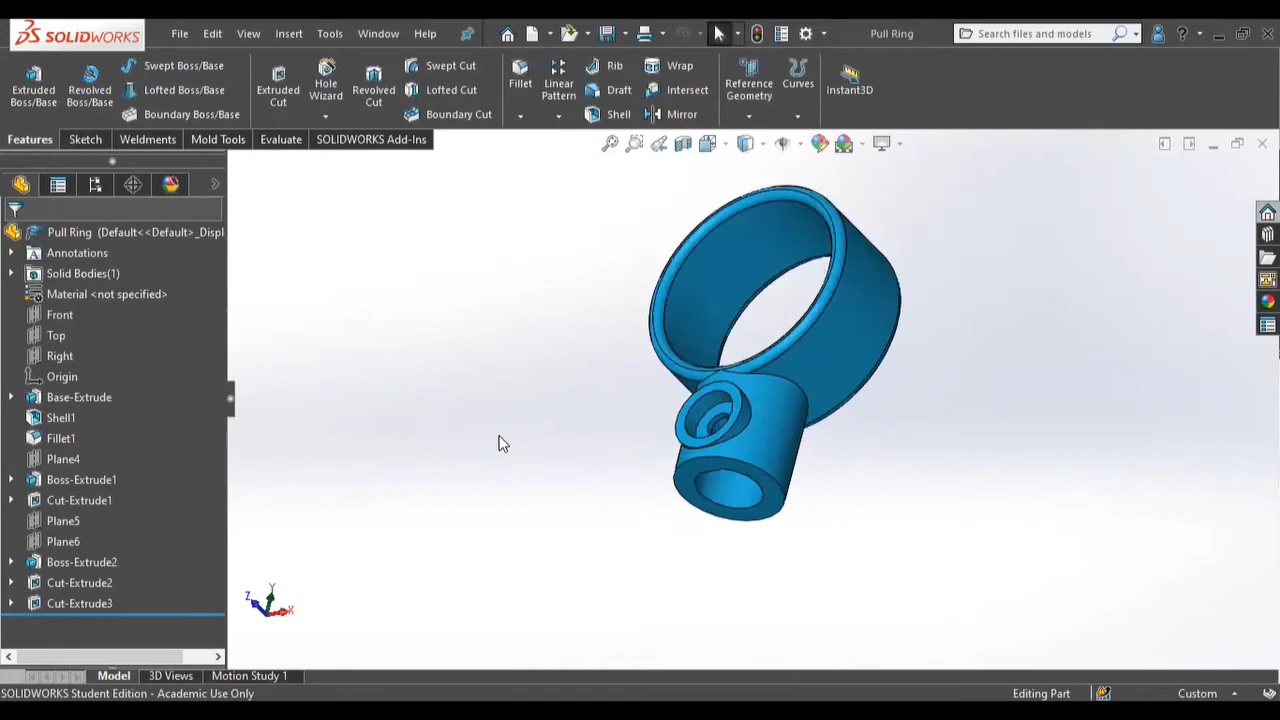 SOLIDWORKS
File Edit View Insert Tools Window Help
Pull Ring
Search files and models
Extruded Boss/Base
Revolved Boss/Base
Swept Boss/Base
Lofted Boss/Base
Boundary Boss/Base
Extruded Cut
Hole Wizard
Revolved Cut
Swept Cut
Lofted Cut
Boundary Cut
Fillet
Linear Pattern
Rib
Draft
Shell
Wrap
Intersect
Mirror
Reference Geometry
Curves
Instant3D
Features Sketch Weldments Mold Tools Evaluate SOLIDWORKS Add-Ins
Pull Ring (Default<<Default>_Displ
Annotations
Solid Bodies(1)
Material <not specified>
Front
Top
Right
Origin
Base-Extrude
Shell1
Fillet1
Plane4
Boss-Extrude1
Cut-Extrude1
Plane5
Plane6
Boss-Extrude2
Cut-Extrude2
Cut-Extrude3
Y
Z
X
Model 3D Views Motion Study 1
SOLIDWORKS Student Edition - Academic Use Only
Editing Part
Custom